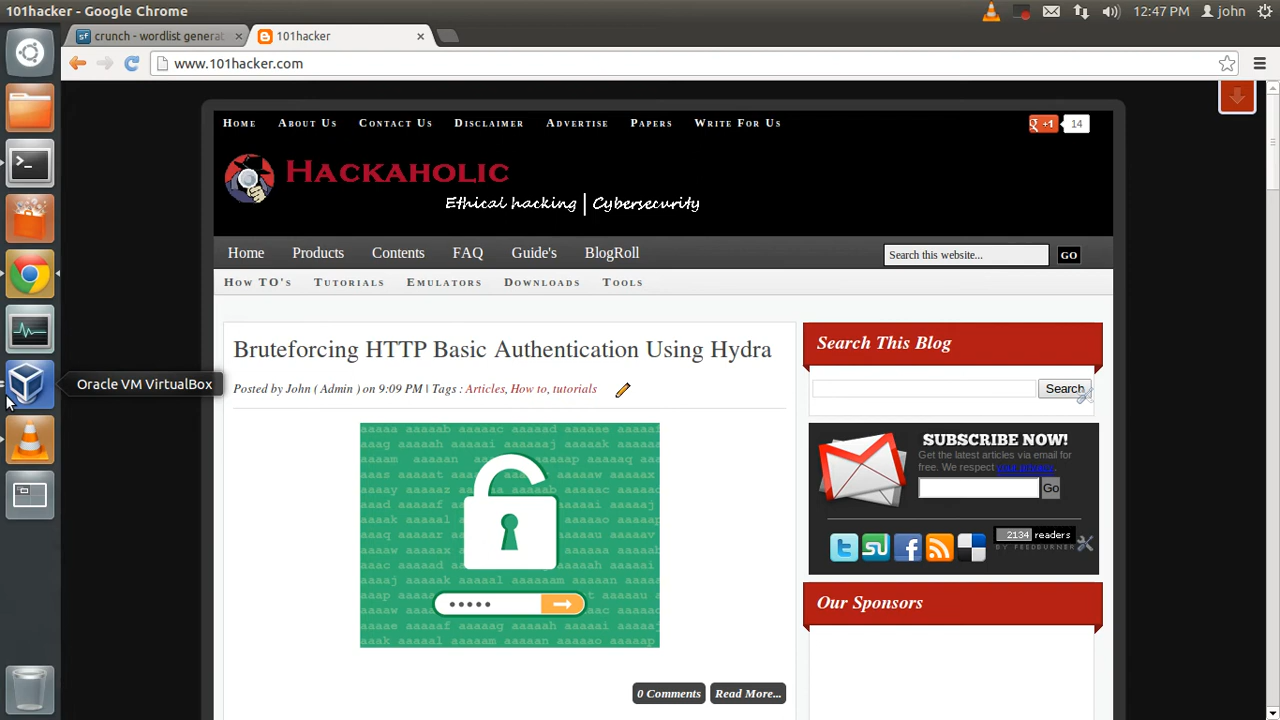 101hacker - Google Chrome
12:47 PM
john
crunch - wordlist generat
101hacker
www.101hacker.com
Home About Us Contact Us Disclaimer Advertise Papers Write For Us
+1 14
Hackaholic
Ethical hacking | Cybersecurity
Home Products Contents FAQ Guide's BlogRoll
Search this website...
GO
How TO's Tutorials Emulators Downloads Tools
Bruteforcing HTTP Basic Authentication Using Hydra
Posted by John ( Admin ) on 9:09 PM | Tags : Articles, How to, tutorials
Oracle VM VirtualBox
0 Comments
Read More...
Search This Blog
Search
SUBSCRIBE NOW!
Get the latest articles via email for
free. We respect your privacy.
Go
2134 readers
BY FEEDBURNER
Our Sponsors